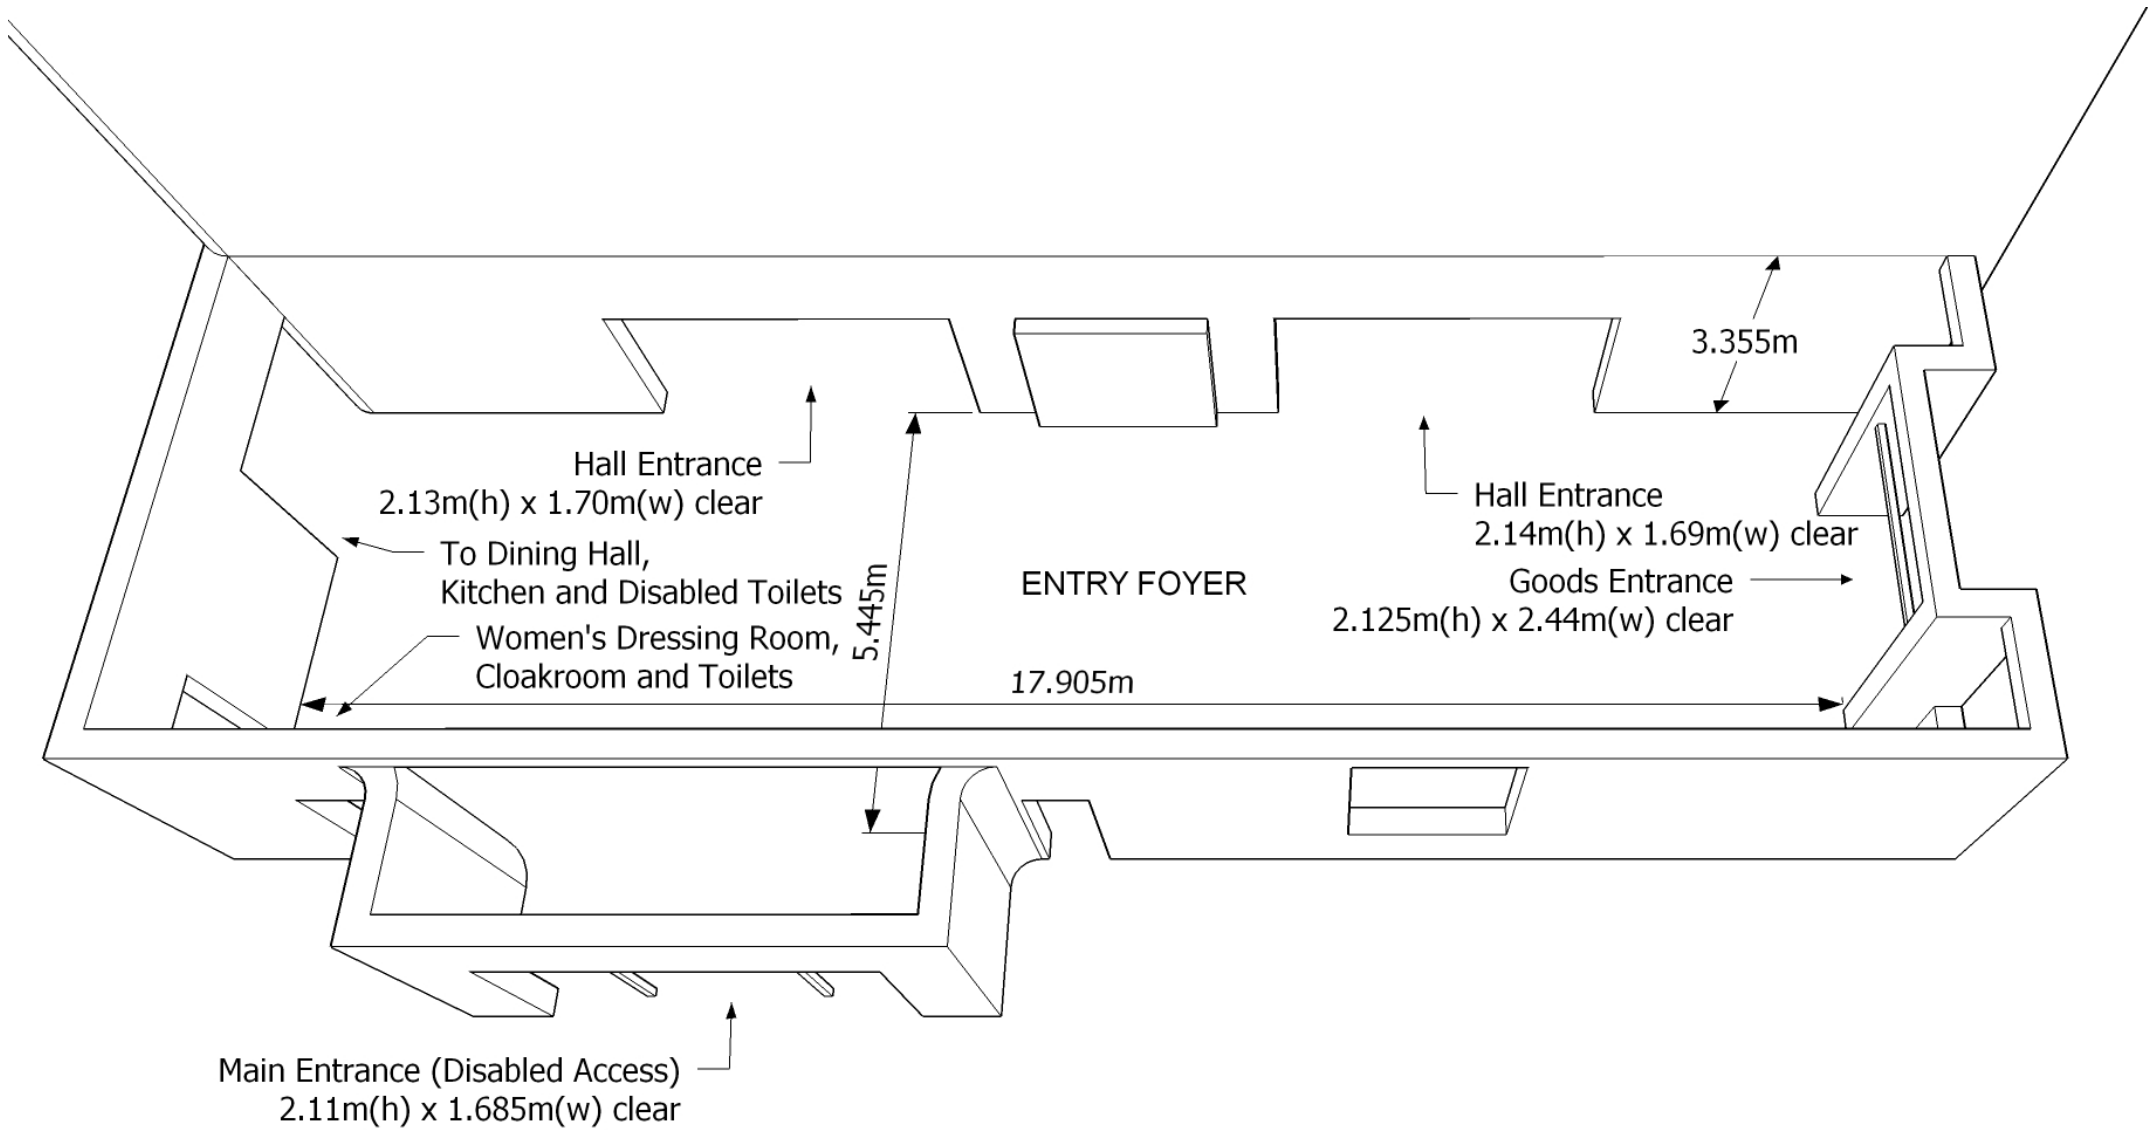 3.355m
Hall Entrance
2.13m(h) x 1.70m(w) clear
Hall Entrance
2.14m(h) x 1.69m(w) clear
To Dining Hall,
Kitchen and Disabled Toilets
5.445m
ENTRY FOYER
Goods Entrance
2.125m(h) x 2.44m(w) clear
Women's Dressing Room,
Cloakroom and Toilets
17.905m
Main Entrance (Disabled Access)
2.11m(h) x 1.685m(w) clear